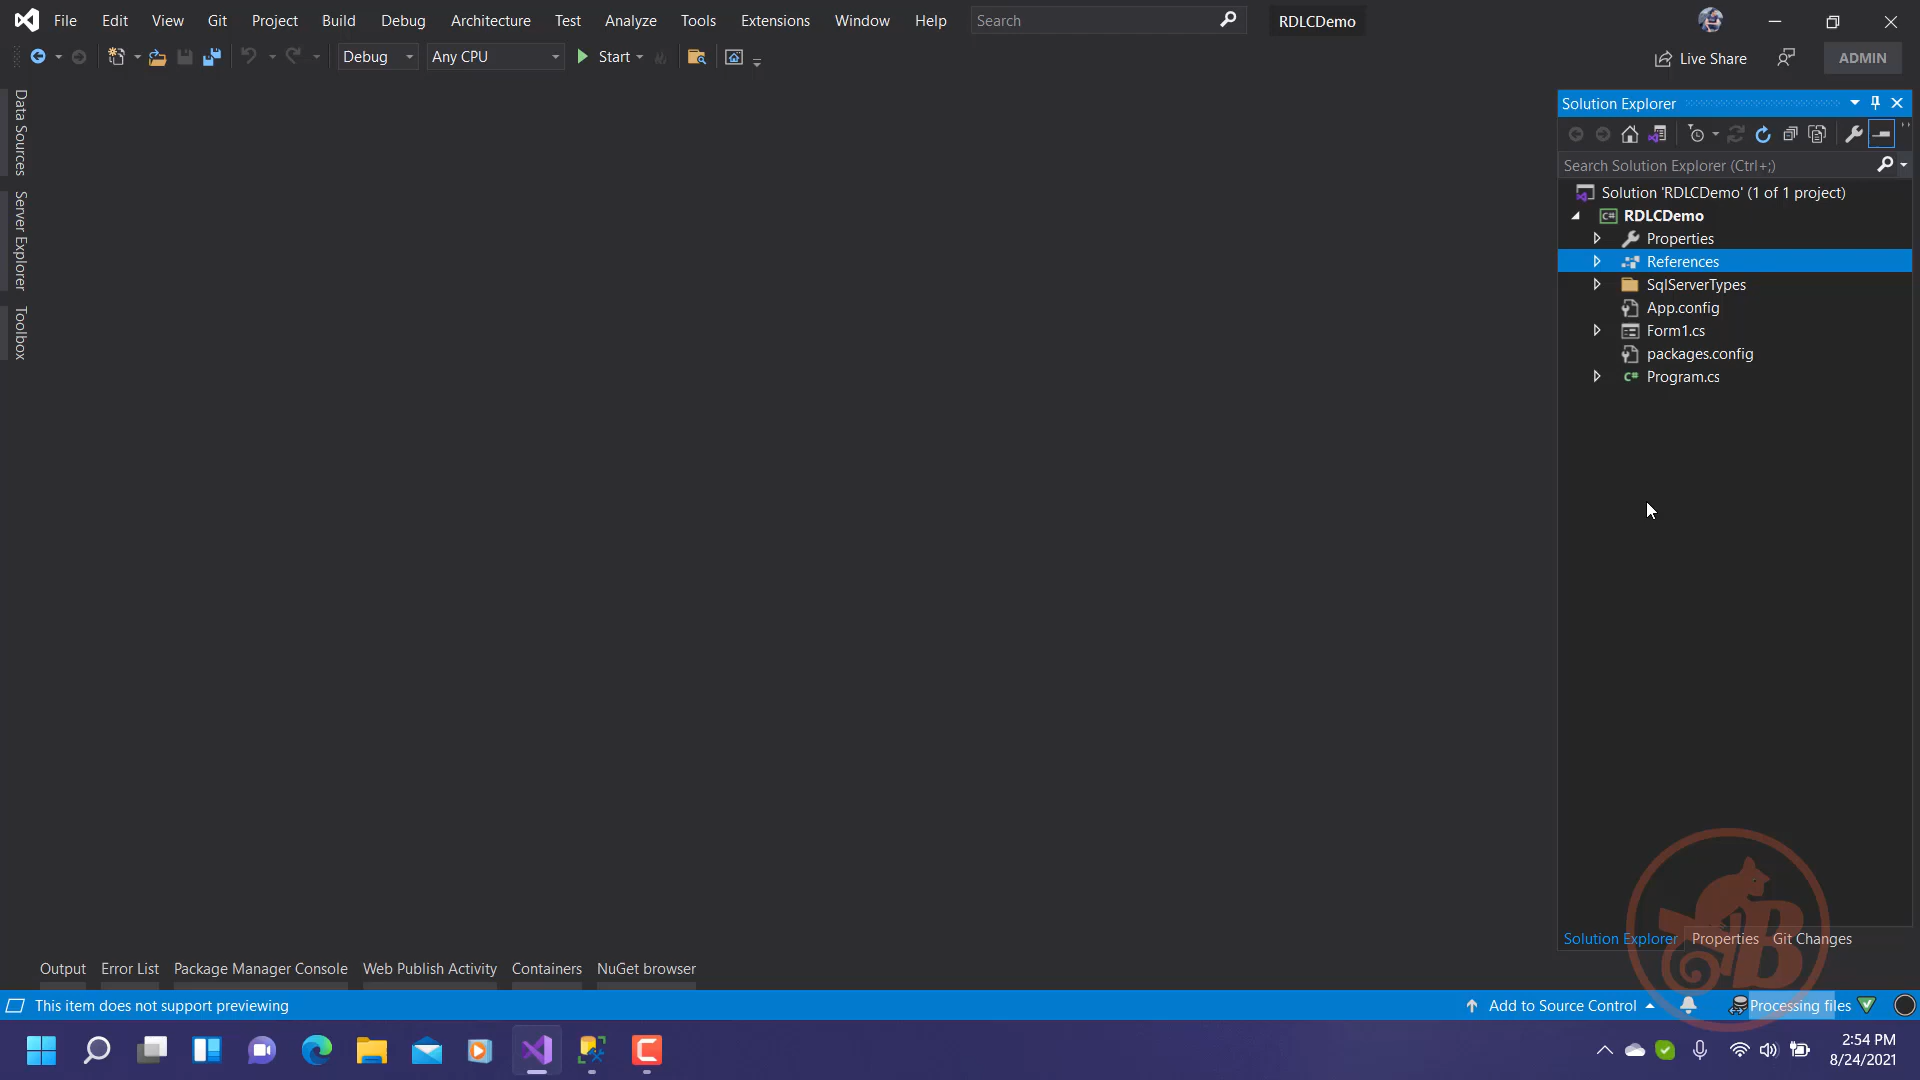 File Edit View Git Project Build Debug Architecture Test Analyze Tools Extensions Window Help Search RDLCDemo
Debug Any CPU Start Live Share ADMIN
Data Sources
Server Explorer
Toolbox
Solution Explorer
Search Solution Explorer (Ctrl+;)
Solution 'RDLCDemo' (1 of 1 project)
C# RDLCDemo
Properties
References
SqlServerTypes
App.config
Form1.cs
packages.config
C# Program.cs
B
Solution Explorer Properties Git Changes
Output Error List Package Manager Console Web Publish Activity Containers NuGet browser
This item does not support previewing Add to Source Control Processing files
2:54 PM
8/24/2021